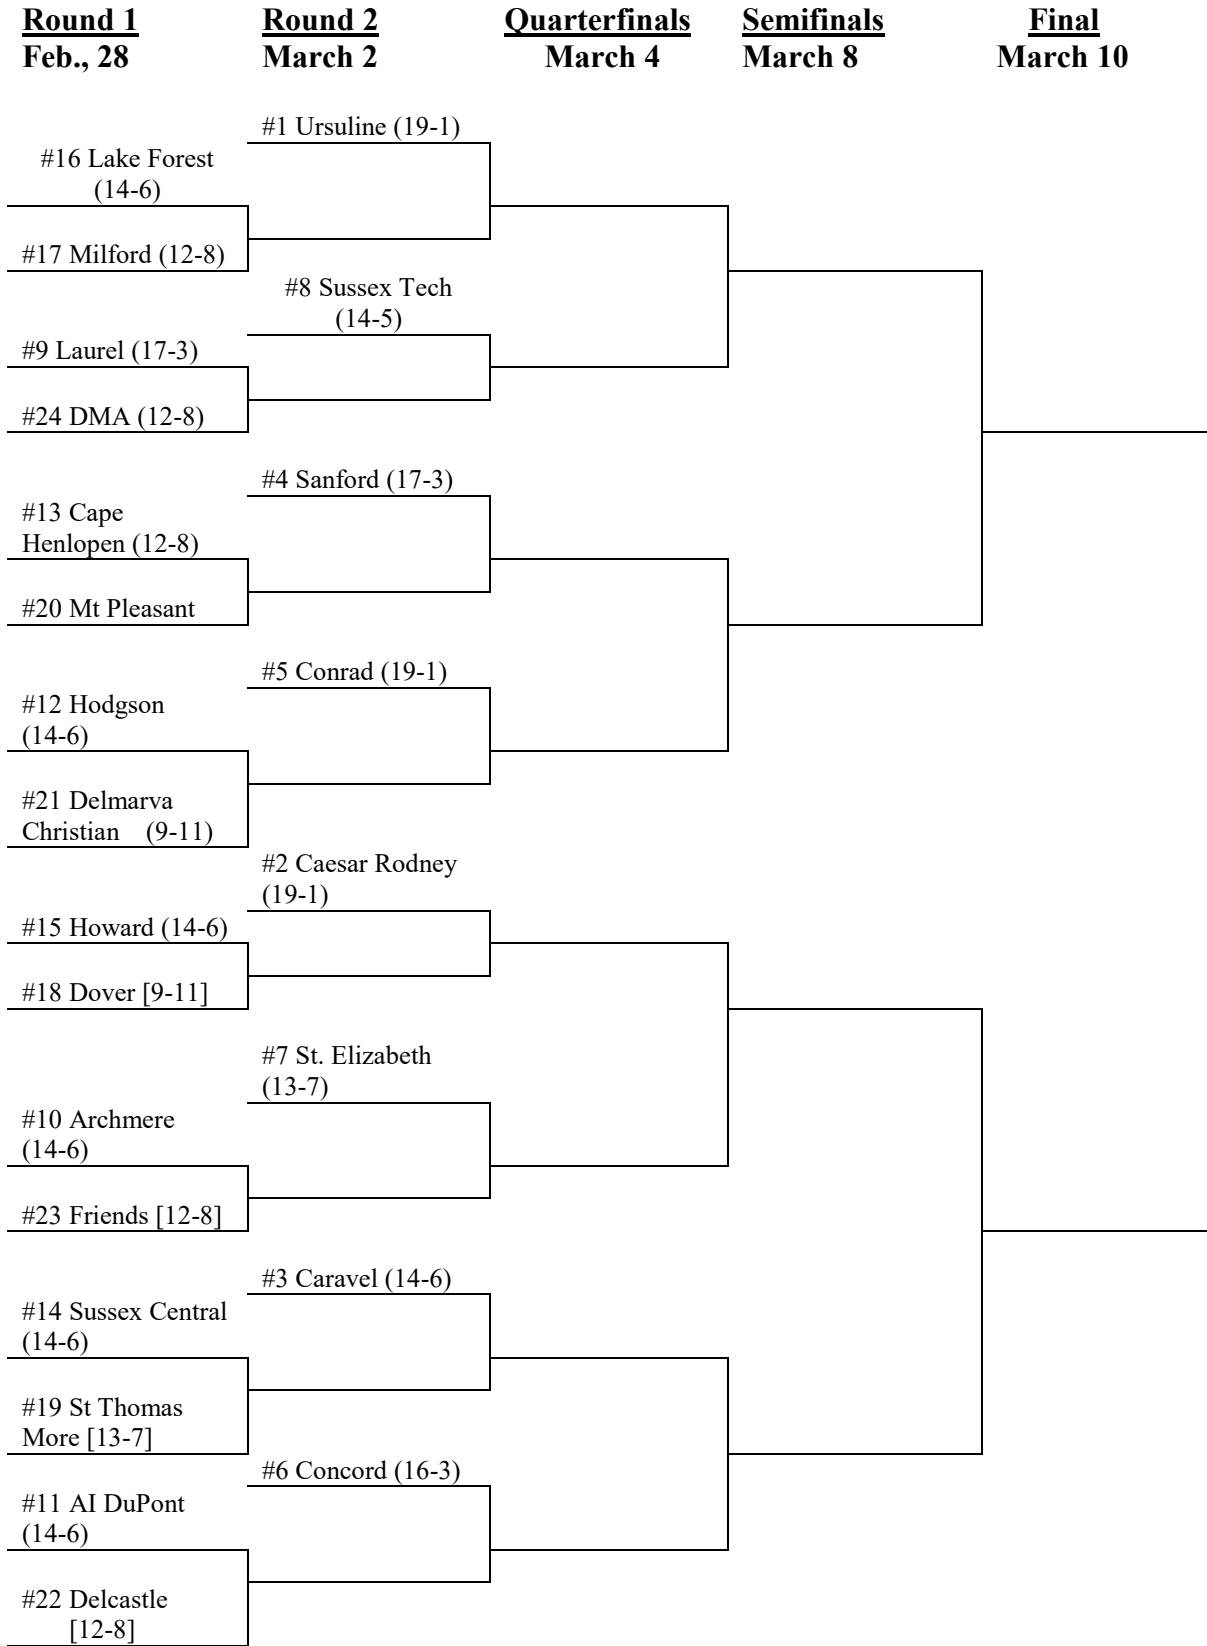 Round 1 Round 2 Quarterfinals Semifinals Final
Feb., 28 March 2 March 4 March 8 March 10
#1 Ursuline (19-1)
#16 Lake Forest
(14-6)
#17 Milford (12-8)
#8 Sussex Tech
(14-5)
#9 Laurel (17-3)
#24 DMA (12-8)
#4 Sanford (17-3)
#13 Cape
Henlopen (12-8)
#20 Mt Pleasant
#5 Conrad (19-1)
#12 Hodgson
(14-6)
#21 Delmarva
Christian (9-11)
#2 Caesar Rodney
(19-1)
#15 Howard (14-6)
#18 Dover [9-11]
#7 St. Elizabeth
(13-7)
#10 Archmere
(14-6)
#23 Friends [12-8]
#3 Caravel (14-6)
#14 Sussex Central
(14-6)
#19 St Thomas
More [13-7]
#6 Concord (16-3)
#11 AI DuPont
(14-6)
#22 Delcastle
[12-8]